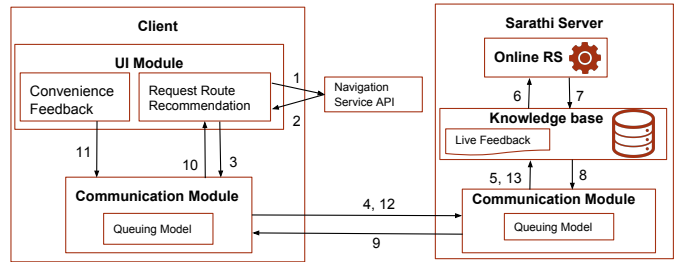 Client
UI Module
Convenience
Feedback
Request Route
Recommendation
1
2
Navigation
Service API
11
10
3
Communication Module
Queuing Model
4, 12
9
Sarathi Server
Online RS
6
7
Knowledge base
Live Feedback
5, 13
8
Communication Module
Queuing Model